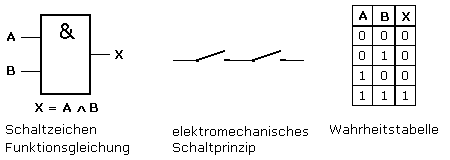 &
A
B
X
X = A ∧ B
Schaltzeichen
Funktionsgleichung
elektromechanisches
Schaltprinzip
A B X
0 0 0
0 1 0
1 0 0
1 1 1
Wahrheitstabelle